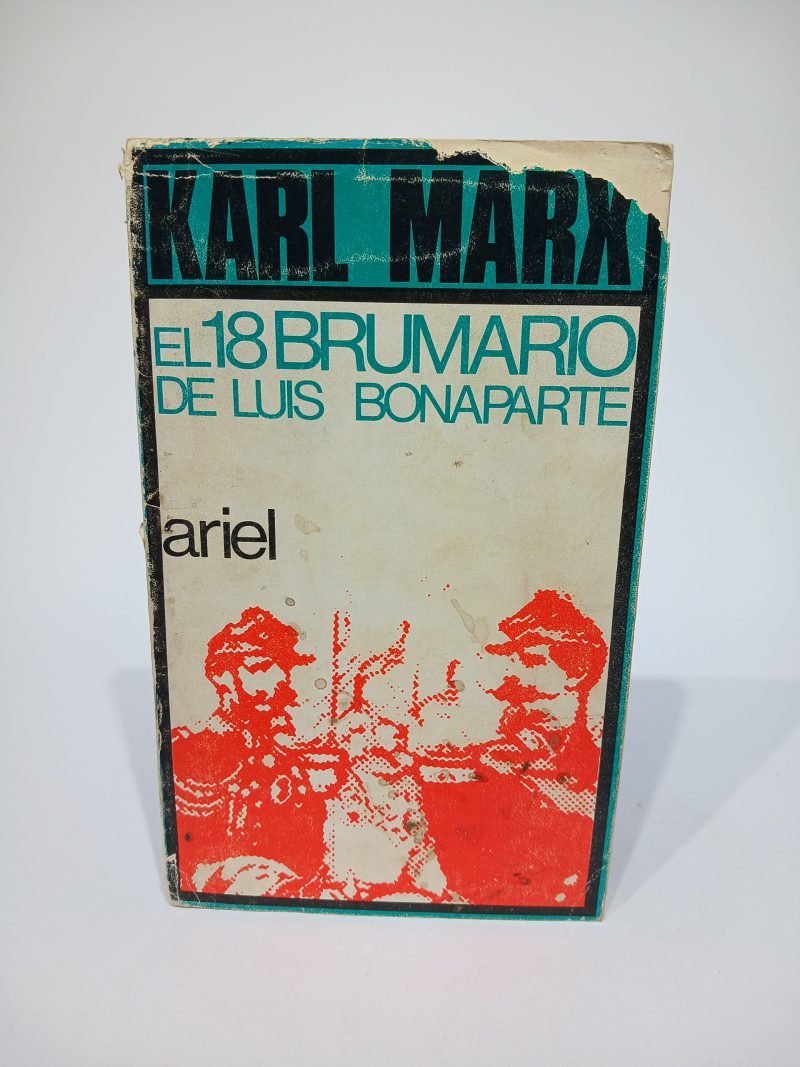 KARL MARX
EL 18 BRUMARIO
DE LUIS BONAPARTE
ariel